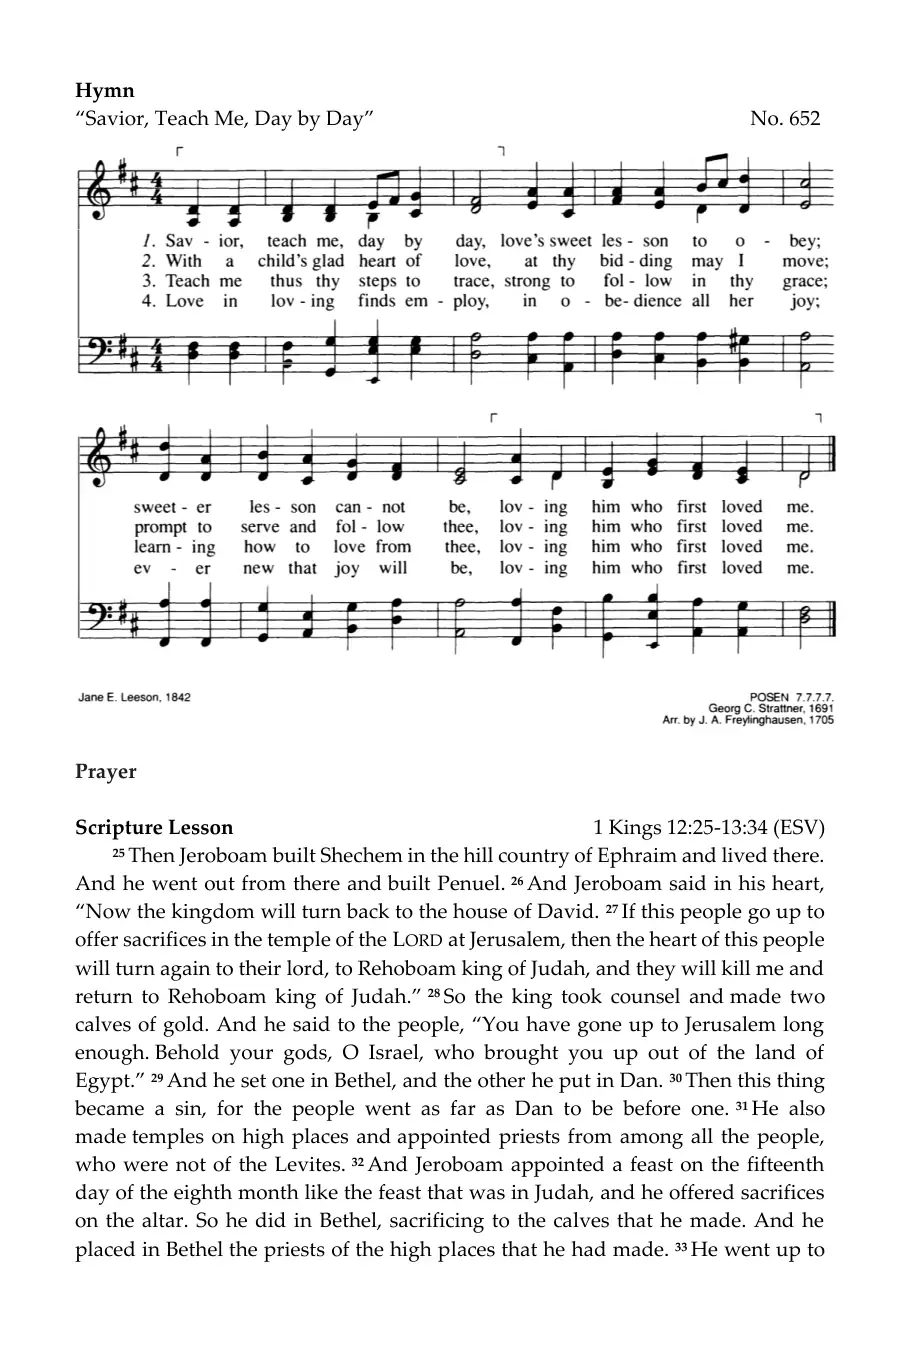 Hymn
“Savior, Teach Me, Day by Day” No. 652
1. Sav - ior, teach me, day by day, love's sweet les - son to o - bey;
2. With a child's glad heart of love, at thy bid - ding may I move;
3. Teach me thus thy steps to trace, strong to fol - low in thy grace;
4. Love in lov - ing finds em - ploy, in o - be- dience all her joy;
sweet - er les - son can - not be, lov - ing him who first loved me.
prompt to serve and fol - low thee, lov - ing him who first loved me.
learn - ing how to love from thee, lov - ing him who first loved me.
ev - er new that joy will be, lov - ing him who first loved me.
Jane E. Leeson, 1842 POSEN 7.7.7.7.
Georg C. Strattner, 1691
Arr. by J. A. Freylinghausen, 1705
Prayer
Scripture Lesson 1 Kings 12:25-13:34 (ESV)
25 Then Jeroboam built Shechem in the hill country of Ephraim and lived there.
And he went out from there and built Penuel. 26 And Jeroboam said in his heart,
“Now the kingdom will turn back to the house of David. 27 If this people go up to
offer sacrifices in the temple of the LORD at Jerusalem, then the heart of this people
will turn again to their lord, to Rehoboam king of Judah, and they will kill me and
return to Rehoboam king of Judah.” 28 So the king took counsel and made two
calves of gold. And he said to the people, “You have gone up to Jerusalem long
enough. Behold your gods, O Israel, who brought you up out of the land of
Egypt.” 29 And he set one in Bethel, and the other he put in Dan. 30 Then this thing
became a sin, for the people went as far as Dan to be before one. 31 He also
made temples on high places and appointed priests from among all the people,
who were not of the Levites. 32 And Jeroboam appointed a feast on the fifteenth
day of the eighth month like the feast that was in Judah, and he offered sacrifices
on the altar. So he did in Bethel, sacrificing to the calves that he made. And he
placed in Bethel the priests of the high places that he had made. 33 He went up to